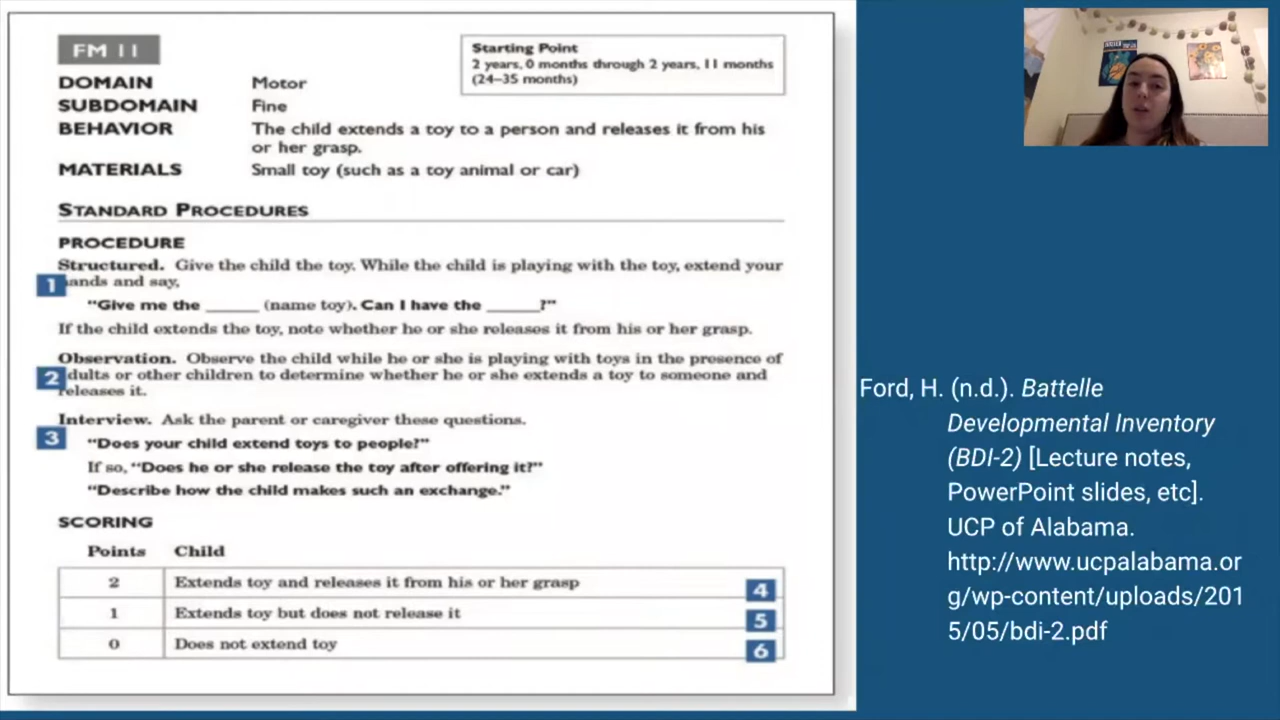 FM 11
Starting Point
2 years, 0 months through 2 years, 11 months
(24–35 months)
DOMAIN Motor
SUBDOMAIN Fine
BEHAVIOR The child extends a toy to a person and releases it from his
or her grasp.
MATERIALS Small toy (such as a toy animal or car)
STANDARD PROCEDURES
PROCEDURE
Structured. Give the child the toy. While the child is playing with the toy, extend your
1 ands and say,
“Give me the ______ (name toy). Can I have the ______?”
If the child extends the toy, note whether he or she releases it from his or her grasp.
Observation. Observe the child while he or she is playing with toys in the presence of
2 dults or other children to determine whether he or she extends a toy to someone and
releases it.
Interview. Ask the parent or caregiver these questions.
3 “Does your child extend toys to people?”
If so, “Does he or she release the toy after offering it?”
“Describe how the child makes such an exchange.”
SCORING
Points Child
2 Extends toy and releases it from his or her grasp 4
1 Extends toy but does not release it 5
0 Does not extend toy 6
Ford, H. (n.d.). Battelle
Developmental Inventory
(BDI-2) [Lecture notes,
PowerPoint slides, etc].
UCP of Alabama.
http://www.ucpalabama.or
g/wp-content/uploads/201
5/05/bdi-2.pdf